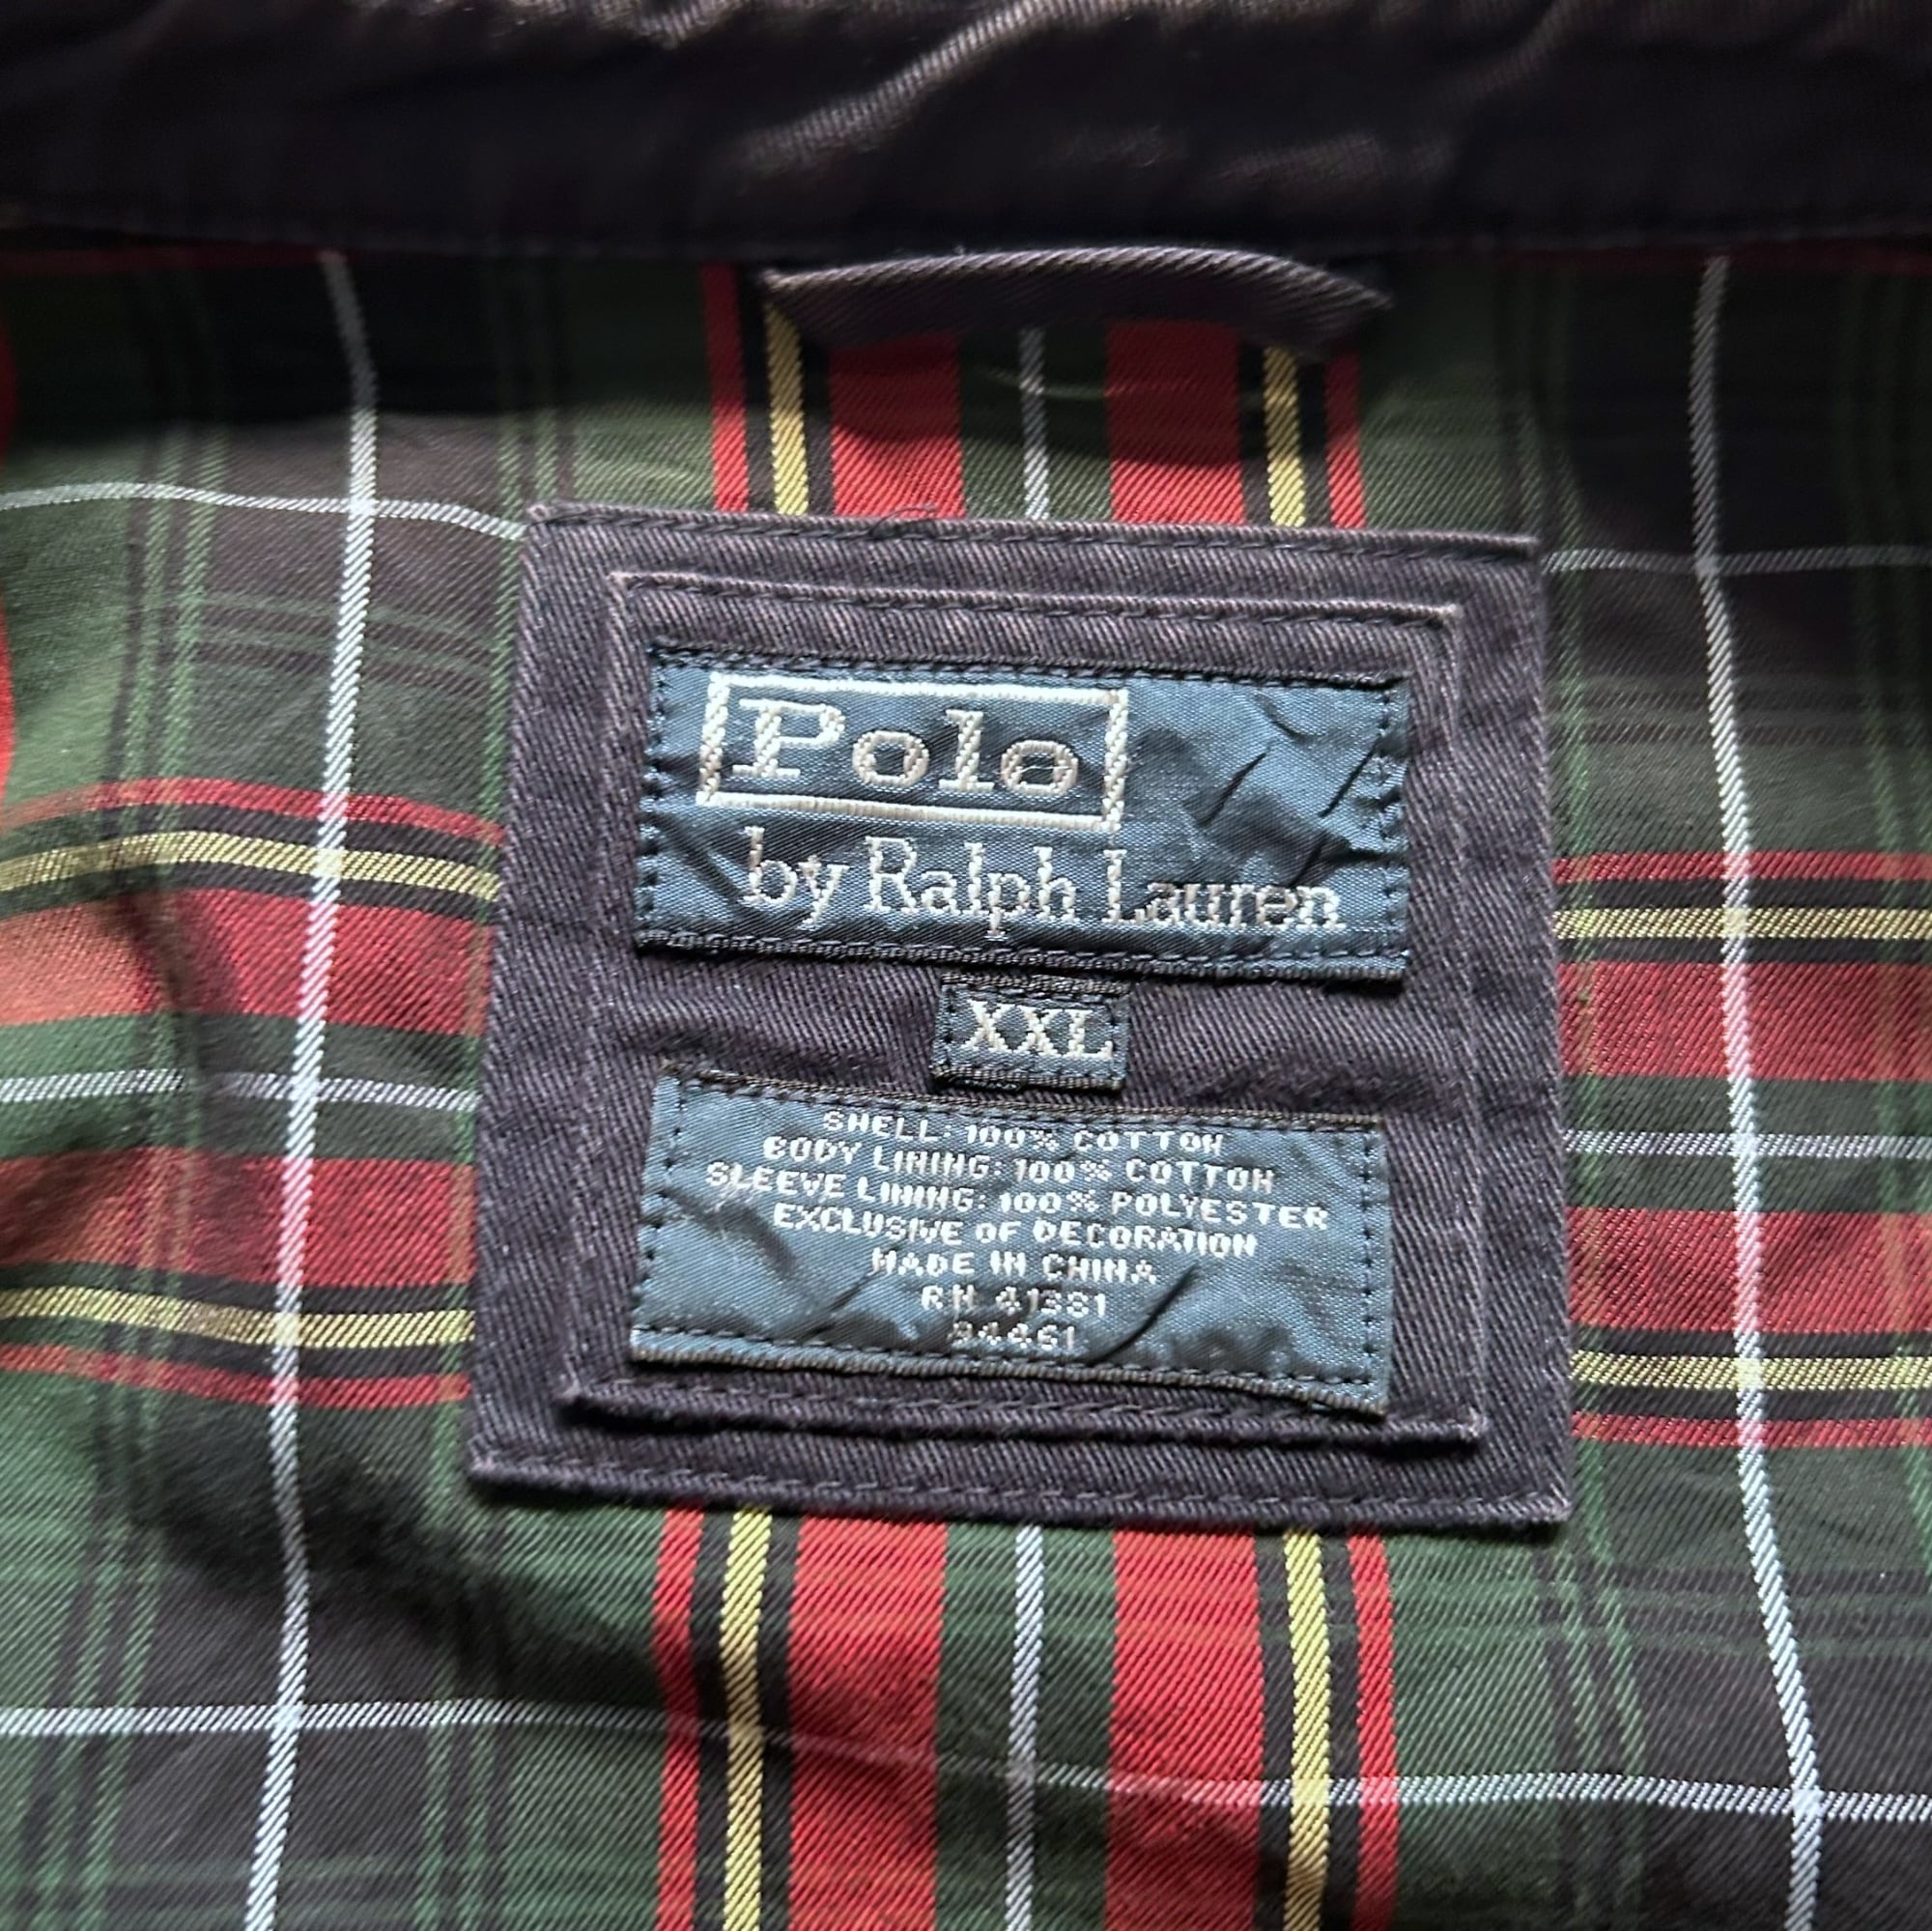 Polo
by Ralph Lauren
XXL
SHELL: 100% COTTON
BODY LINING: 100% COTTON
SLEEVE LINING: 100% POLYESTER
EXCLUSIVE OF DECORATION
MADE IN CHINA
RN 41381